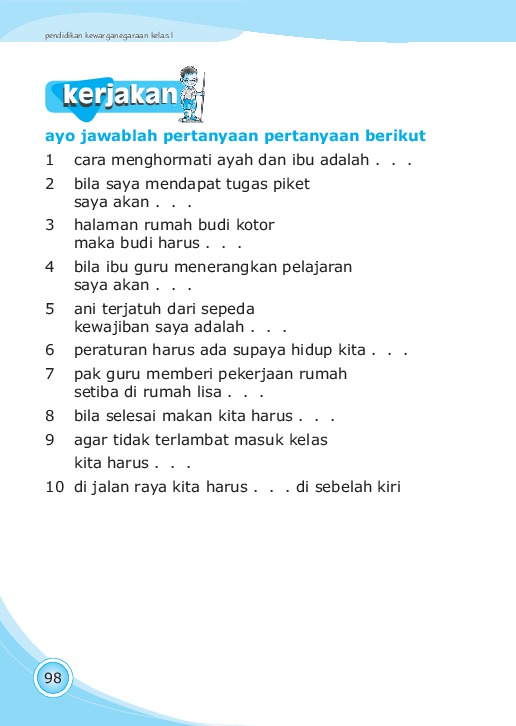 pendidikan kewarganegaraan kelas I
kerjakan
ayo jawablah pertanyaan pertanyaan berikut
1 cara menghormati ayah dan ibu adalah . . .
2 bila saya mendapat tugas piket
saya akan . . .
3 halaman rumah budi kotor
maka budi harus . . .
4 bila ibu guru menerangkan pelajaran
saya akan . . .
5 ani terjatuh dari sepeda
kewajiban saya adalah . . .
6 peraturan harus ada supaya hidup kita . . .
7 pak guru memberi pekerjaan rumah
setiba di rumah lisa . . .
8 bila selesai makan kita harus . . .
9 agar tidak terlambat masuk kelas
kita harus . . .
10 di jalan raya kita harus . . . di sebelah kiri
98